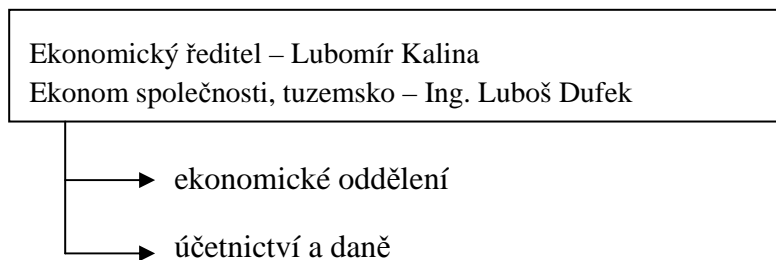 Ekonomický ředitel – Lubomír Kalina
Ekonom společnosti, tuzemsko – Ing. Luboš Dufek
ekonomické oddělení
účetnictví a daně